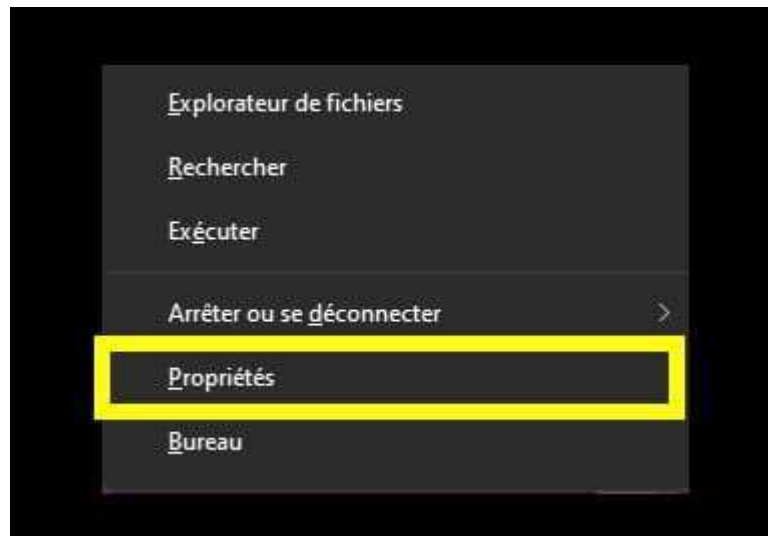 Explorateur de fichiers
Rechercher
Exécuter
Arrêter ou se déconnecter
Propriétés
Bureau